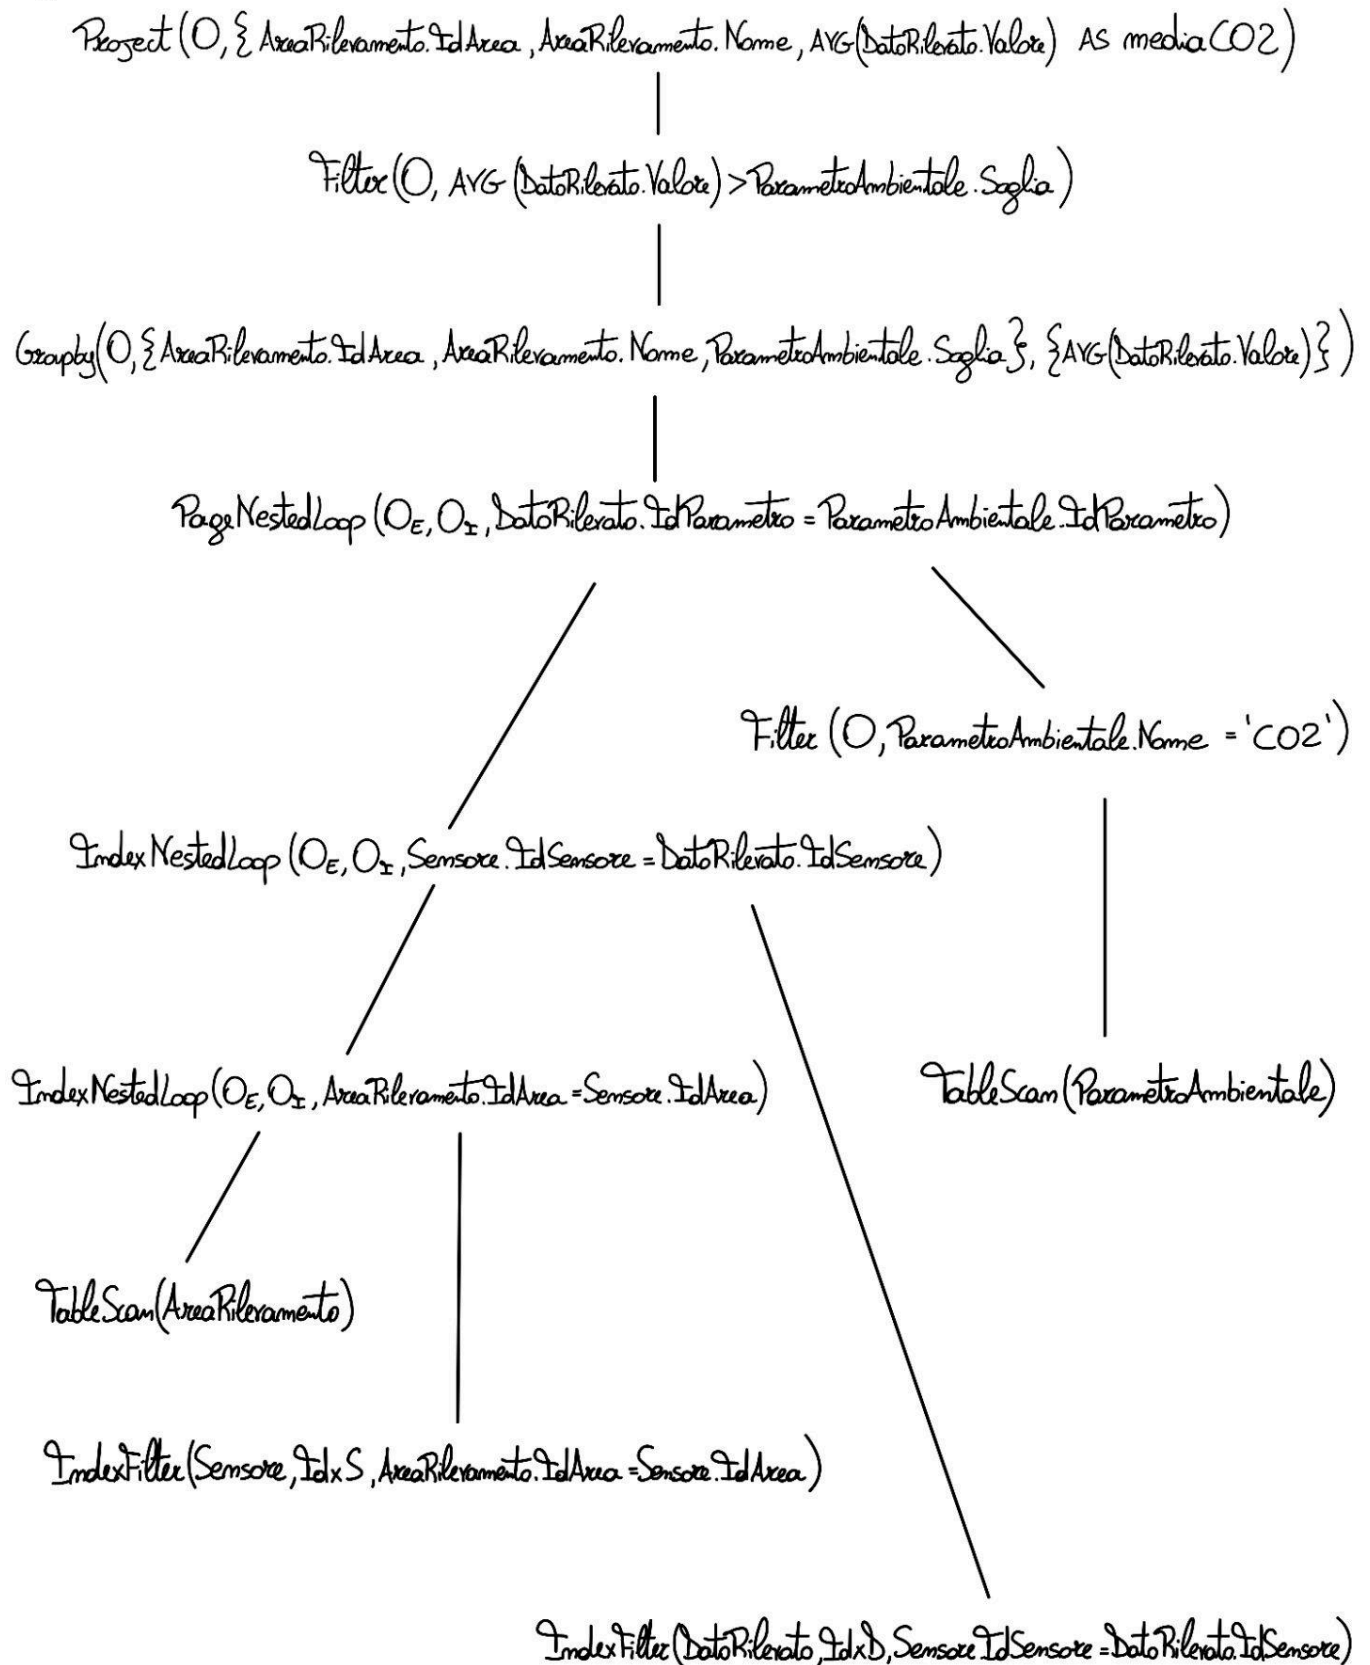 Project(O,{AreaRilevamento.IdArea, AreaRilevamento.Nome, AVG(DatoRilevato.Valore) AS mediaCO2)
Filter(O, AVG(DatoRilevato.Valore)>ParametroAmbientale.Soglia)
Groupby(O,{AreaRilevamento.IdArea, AreaRilevamento.Nome, ParametroAmbientale.Soglia}, {AVG(DatoRilevato.Valore)})
PageNestedLoop(OE, OI, DatoRilevato.IdParametro = ParametroAmbientale.IdParametro)
Filter(O, ParametroAmbientale.Nome = 'CO2')
IndexNestedLoop(OE, OI, Sensore.IdSensore = DatoRilevato.IdSensore)
IndexNestedLoop(OE, OI, AreaRilevamento.IdArea = Sensore.IdArea)
TableScan(ParametroAmbientale)
TableScan(AreaRilevamento)
IndexFilter(Sensore, IdxS, AreaRilevamento.IdArea = Sensore.IdArea)
IndexFilter(DatoRilevato, IdxD, Sensore.IdSensore = DatoRilevato.IdSensore)